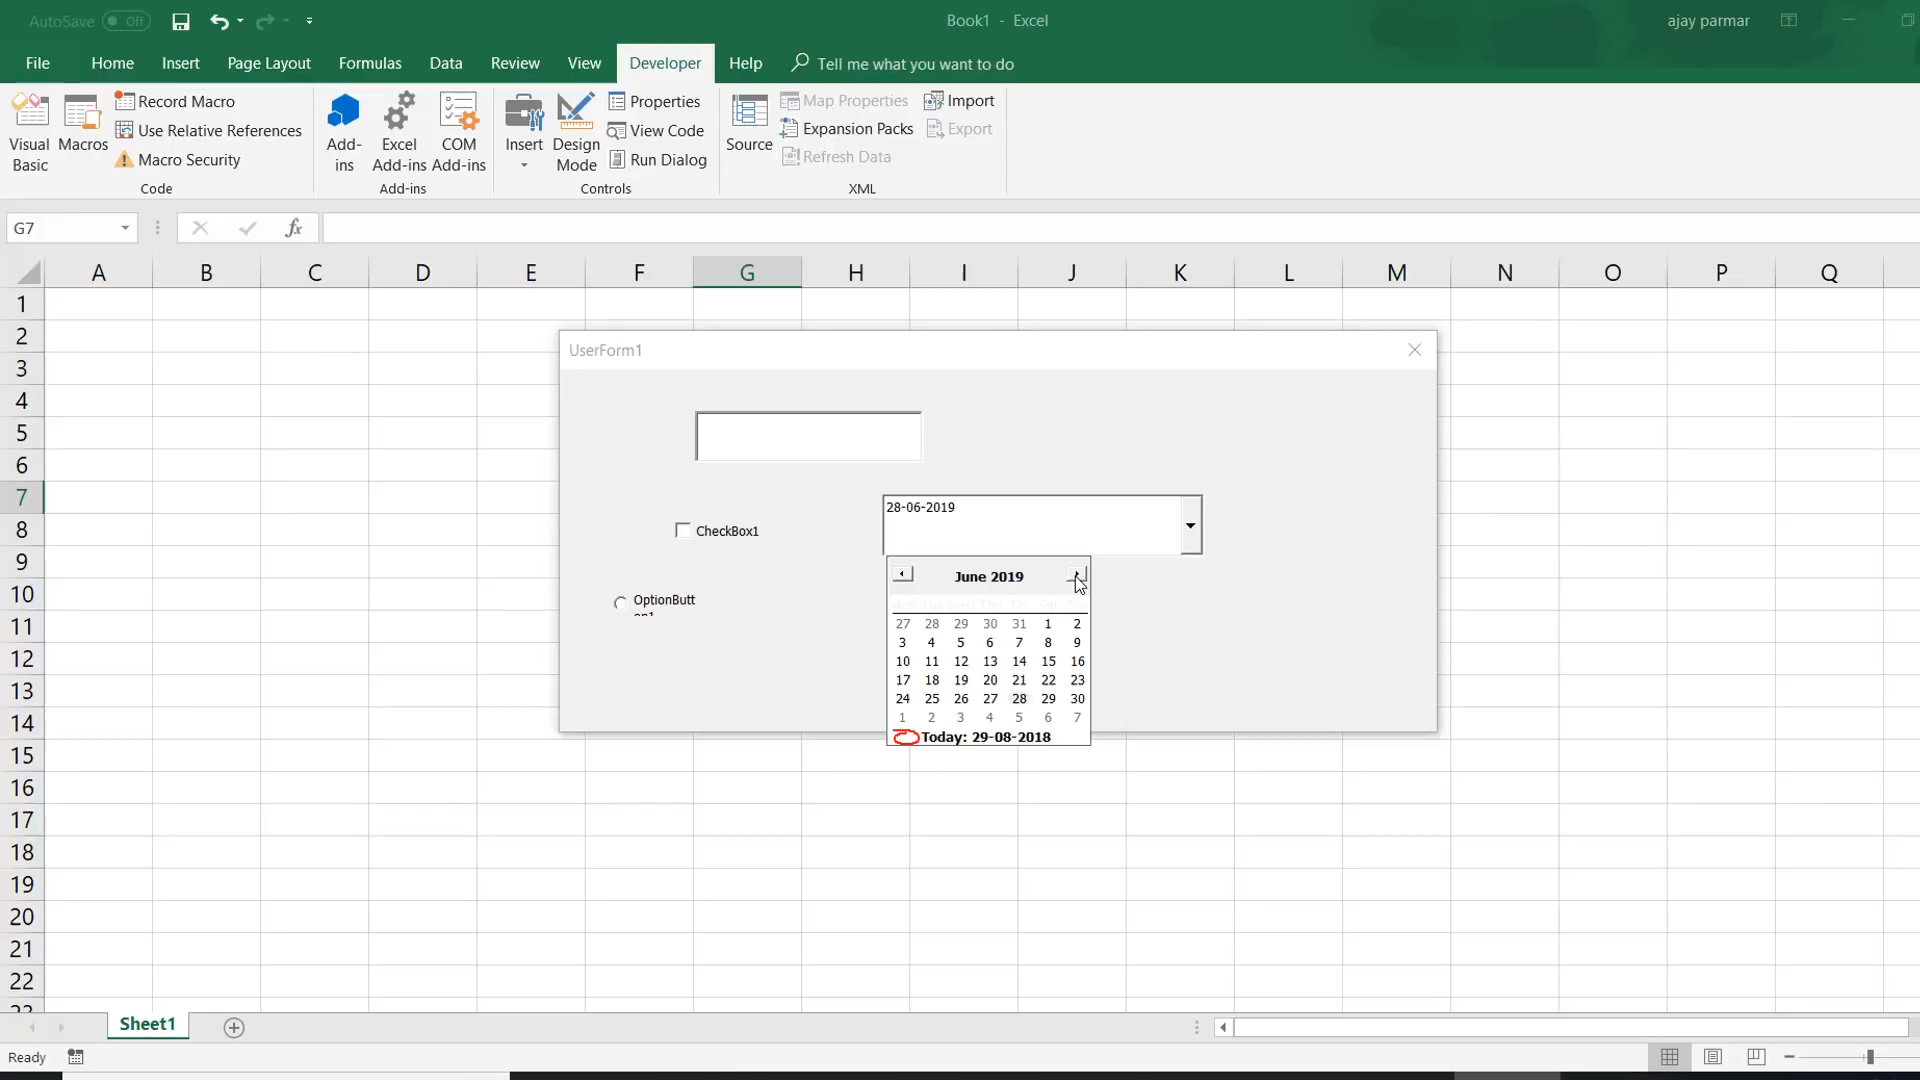 AutoSave Off Book1 - Excel ajay parmar
File Home Insert Page Layout Formulas Data Review View Developer Help Tell me what you want to do
Visual Basic
Macros
Record Macro
Use Relative References
Macro Security
Code
Add-ins
Excel Add-ins
COM Add-ins
Add-ins
Insert
Design Mode
Properties
View Code
Run Dialog
Controls
Source
Map Properties
Expansion Packs
Refresh Data
Import
Export
XML
G7 fx
A B C D E F G H I J K L M N O P Q
1
2
3
4
5
6
7
8
9
10
11
12
13
14
15
16
17
18
19
20
21
22
23
UserForm1
28-06-2019
CheckBox1
OptionButt
on1
June 2019
27 28 29 30 31 1 2
3 4 5 6 7 8 9
10 11 12 13 14 15 16
17 18 19 20 21 22 23
24 25 26 27 28 29 30
1 2 3 4 5 6 7
Today: 29-08-2018
Sheet1
Ready